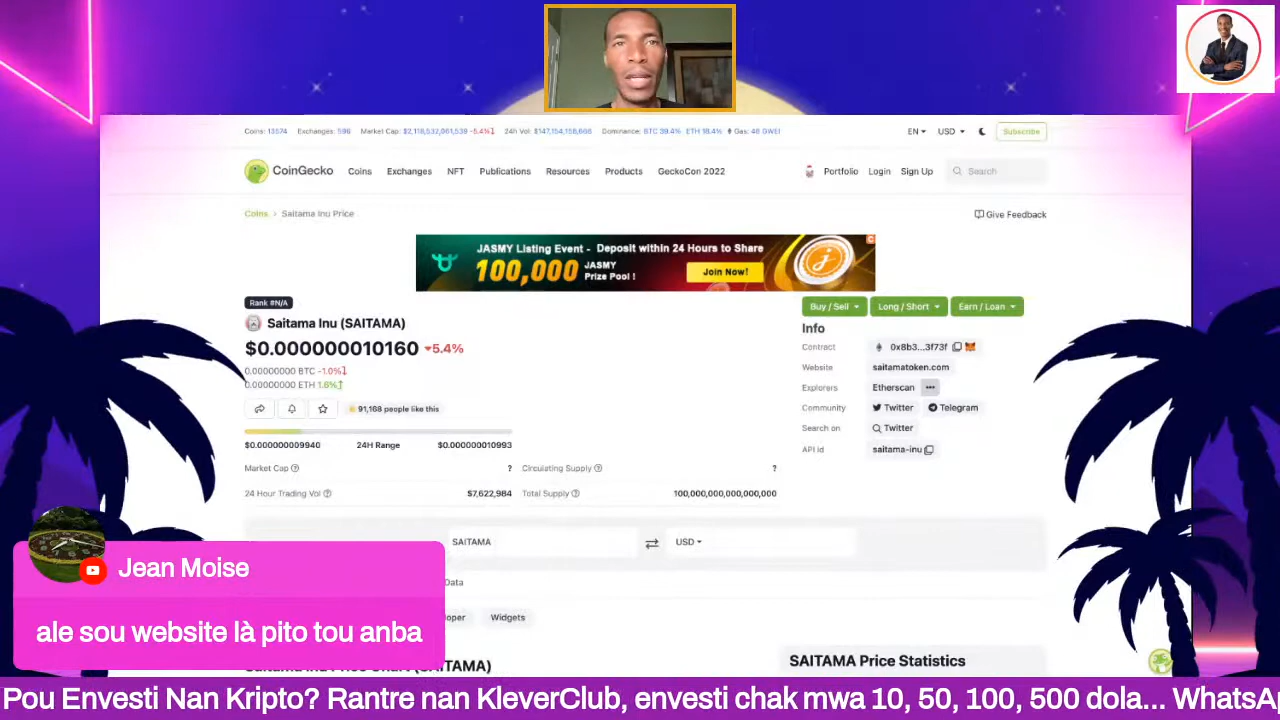 Coins: 13574 Exchanges: 596 Market Cap: $2,118,532,961,539 -5.4% 24h Vol: $147,154,158,966 Dominance: BTC 39.4% ETH 18.4% Gas: 46 GWEI
EN USD Subscribe
CoinGecko Coins Exchanges NFT Publications Resources Products GeckoCon 2022 Portfolio Login Sign Up Search
Coins › Saitama Inu Price Give Feedback
JASMY Listing Event - Deposit within 24 Hours to Share
100,000 JASMY Prize Pool ! Join Now!
Rank #N/A
Buy / Sell Long / Short Earn / Loan
Saitama Inu (SAITAMA)
Info
$0.000000010160 5.4%
Contract 0x8b3...3f73f
0.00000000 BTC -1.0%
Website saitamatoken.com
0.00000000 ETH 1.6%
Explorers Etherscan
91,168 people like this
Community Twitter Telegram
Search on Twitter
$0.000000009940 24H Range $0.000000010993
API id saitama-inu
Market Cap ? Circulating Supply ?
24 Hour Trading Vol $7,622,984 Total Supply 100,000,000,000,000,000
SAITAMA USD
Data
Widgets
SAITAMA Price Statistics
Jean Moise
ale sou website là pito tou anba
Pou Envesti Nan Kripto? Rantre nan KleverClub, envesti chak mwa 10, 50, 100, 500 dola... WhatsA